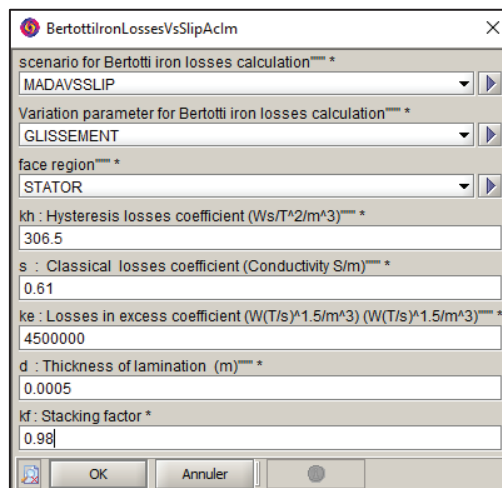 BertottiIronLossesVsSlipAcIm
scenario for Bertotti iron losses calculation""" *
MADAVSSLIP
Variation parameter for Bertotti iron losses calculation""" *
GLISSEMENT
face region""" *
STATOR
kh : Hysteresis losses coefficient (Ws/T^2/m^3)""" *
306.5
s : Classical losses coefficient (Conductivity S/m)""" *
0.61
ke : Losses in excess coefficient (W(T/s)^1.5/m^3) (W(T/s)^1.5/m^3)""" *
4500000
d : Thickness of lamination (m)""" *
0.0005
kf : Stacking factor *
0.98
OK Annuler